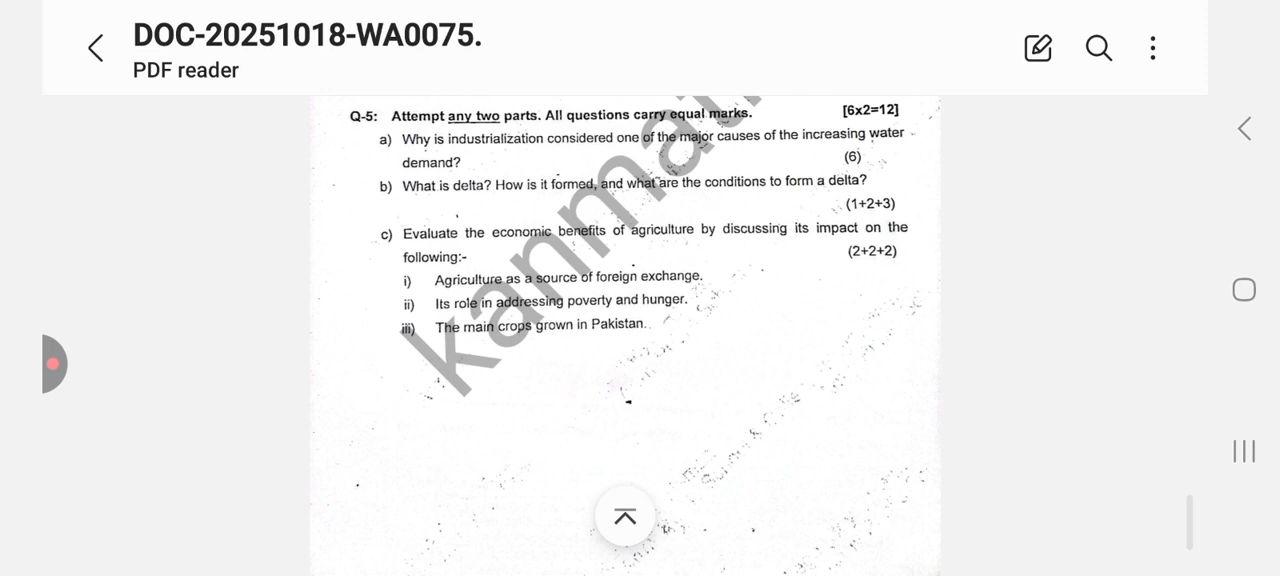 DOC-20251018-WA0075.
PDF reader
Q-5: Attempt any two parts. All questions carry equal marks. [6x2=12]
a) Why is industrialization considered one of the major causes of the increasing water
demand? (6)
b) What is delta? How is it formed, and what are the conditions to form a delta?
(1+2+3)
c) Evaluate the economic benefits of agriculture by discussing its impact on the
following:- (2+2+2)
i) Agriculture as a source of foreign exchange.
ii) Its role in addressing poverty and hunger.
iii) The main crops grown in Pakistan.
kanmat